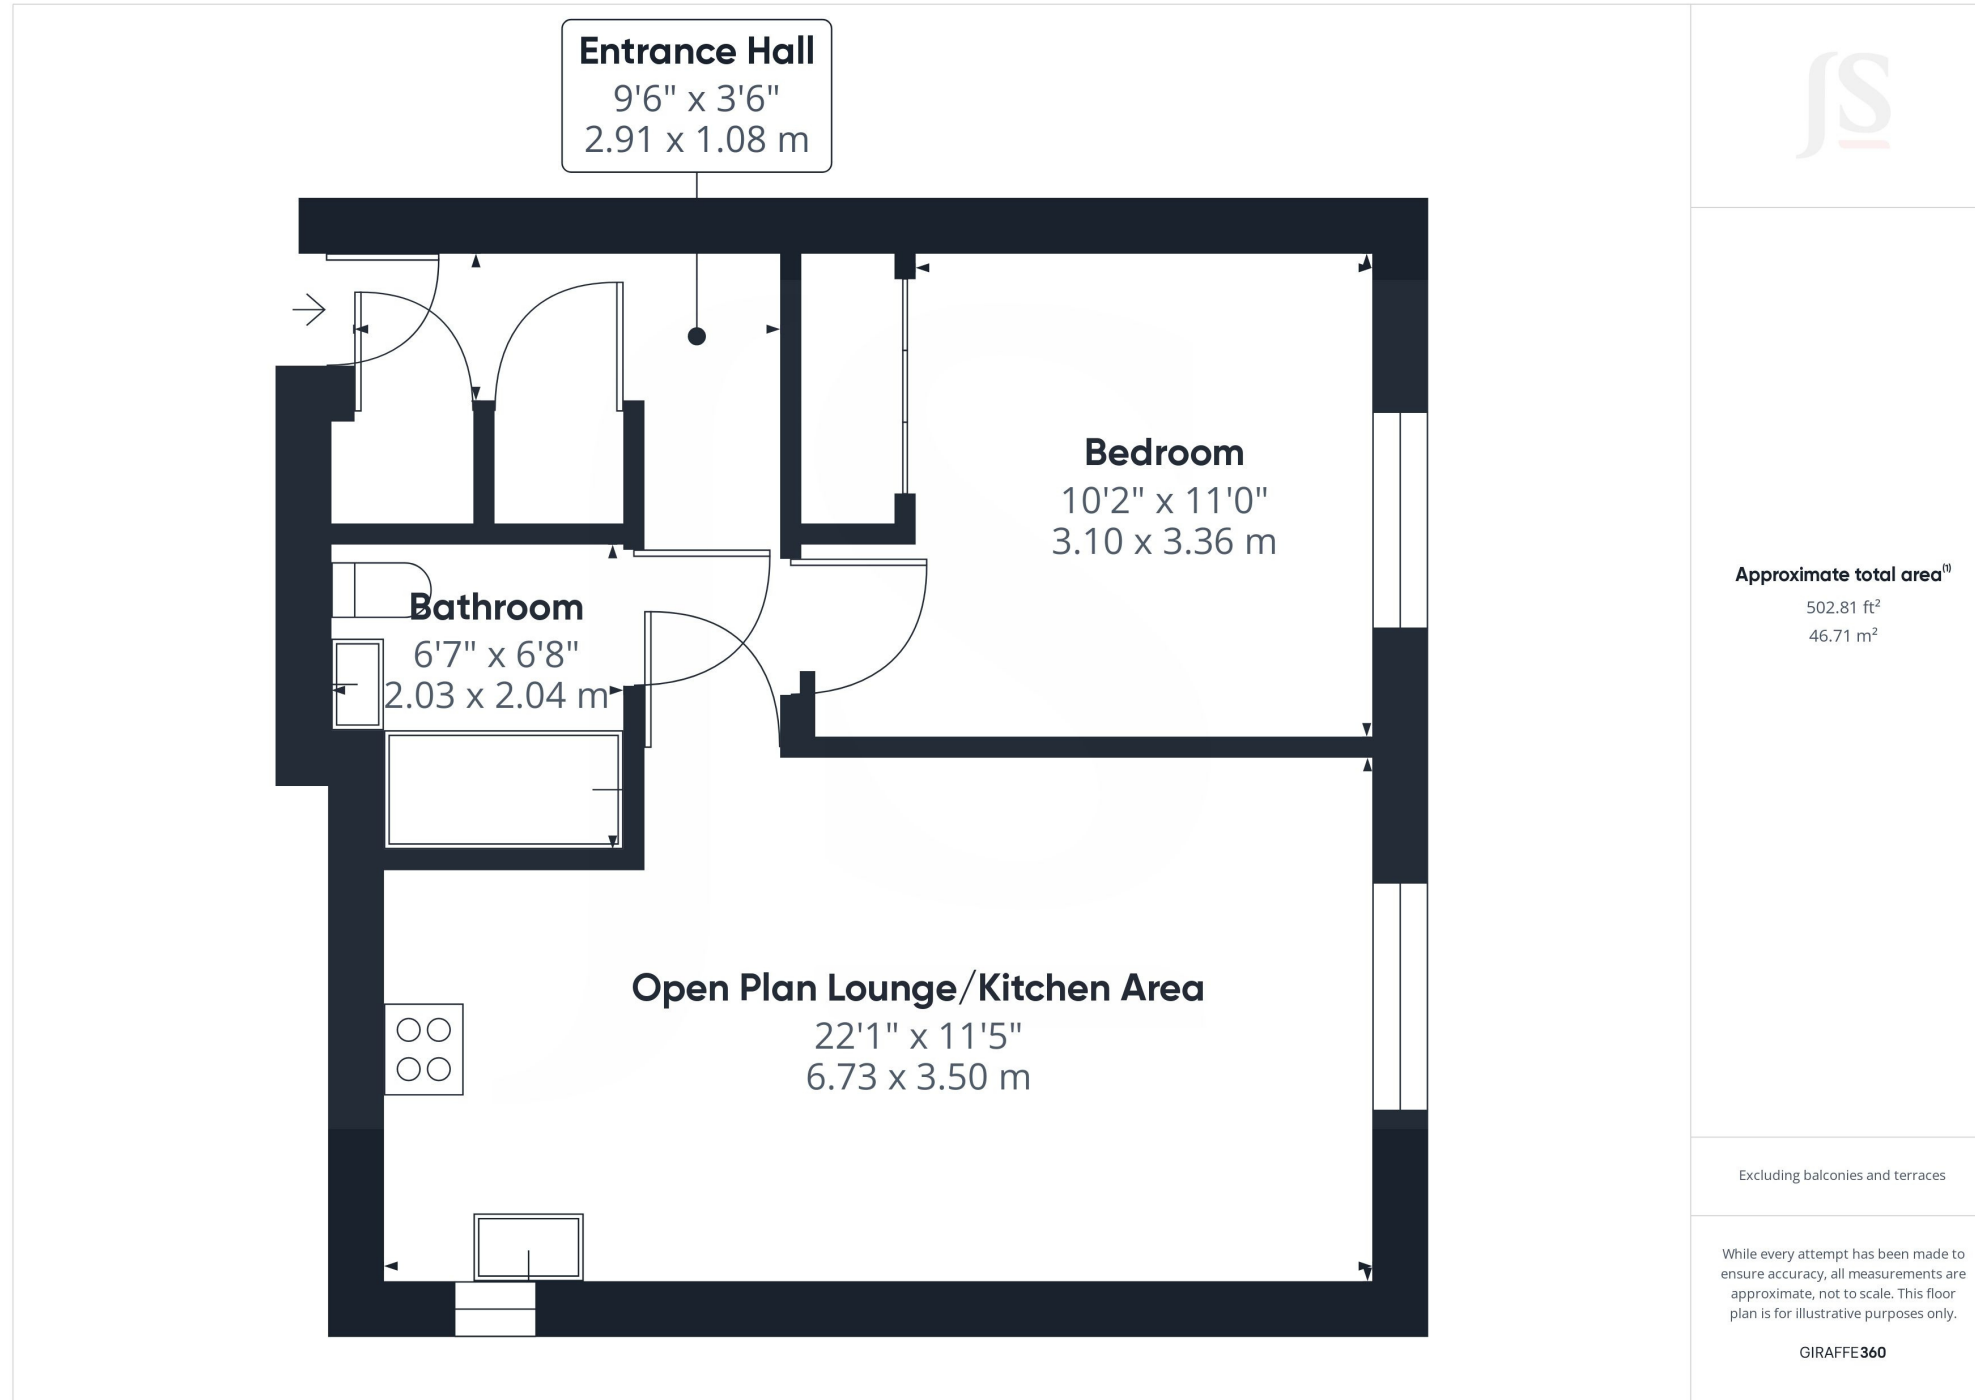 Entrance Hall
9'6" x 3'6"
2.91 x 1.08 m
Bedroom
10'2" x 11'0"
3.10 x 3.36 m
Bathroom
6'7" x 6'8"
2.03 x 2.04 m
Open Plan Lounge/Kitchen Area
22'1" x 11'5"
6.73 x 3.50 m
JS
Approximate total area(1)
502.81 ft²
46.71 m²
Excluding balconies and terraces
While every attempt has been made to
ensure accuracy, all measurements are
approximate, not to scale. This floor
plan is for illustrative purposes only.
GIRAFFE360